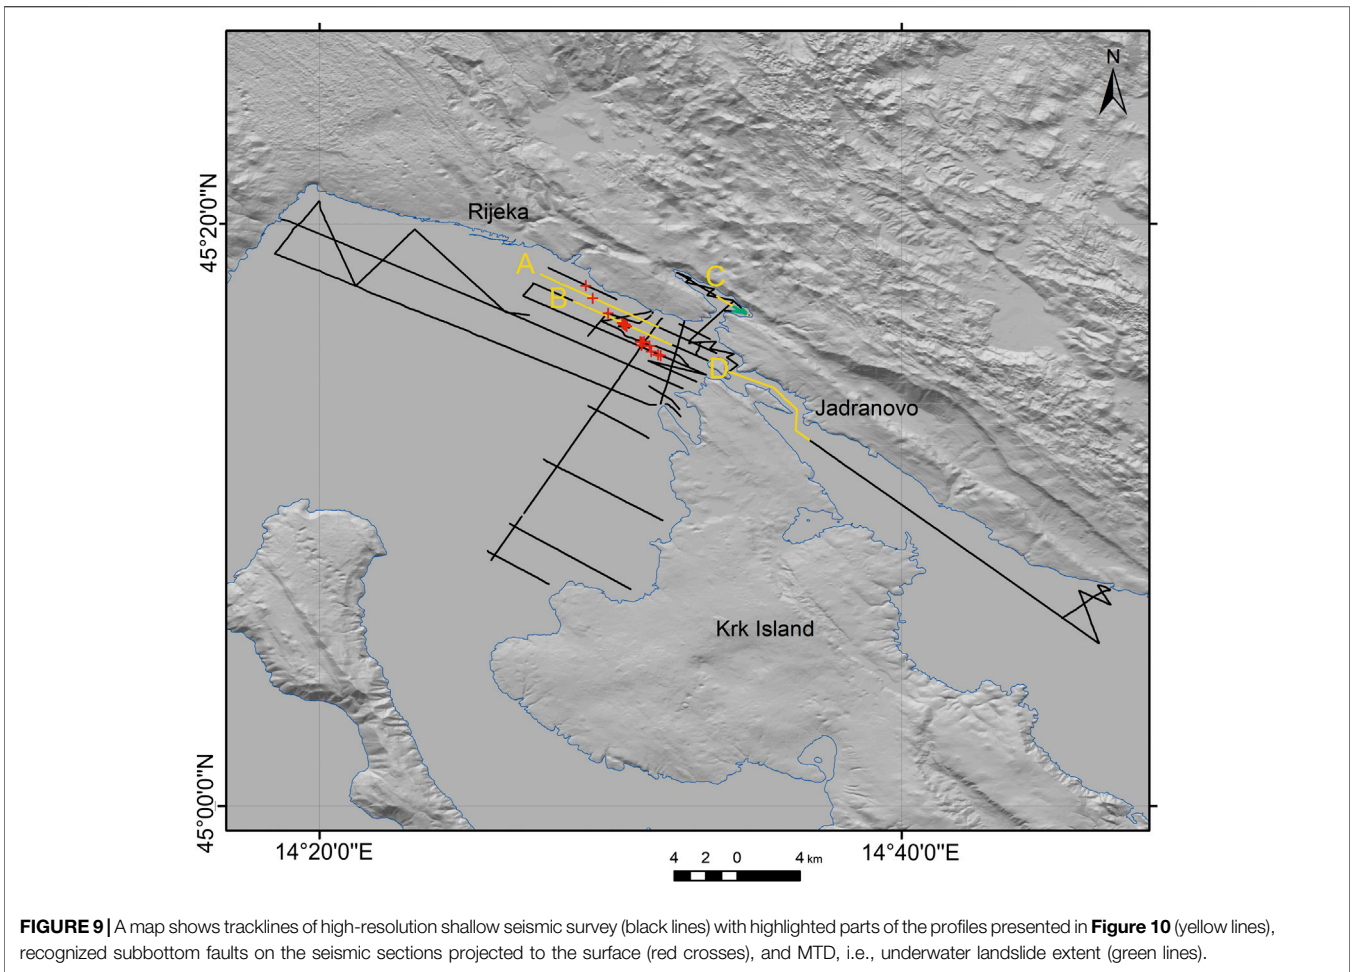 N
45°20'0"N
Rijeka
A
B
C
D
Jadranovo
Krk Island
45°00'0"N
14°20'0"E
14°40'0"E
4 2 0 4 km
FIGURE 9 | A map shows tracklines of high-resolution shallow seismic survey (black lines) with highlighted parts of the profiles presented in Figure 10 (yellow lines),
recognized subbottom faults on the seismic sections projected to the surface (red crosses), and MTD, i.e., underwater landslide extent (green lines).